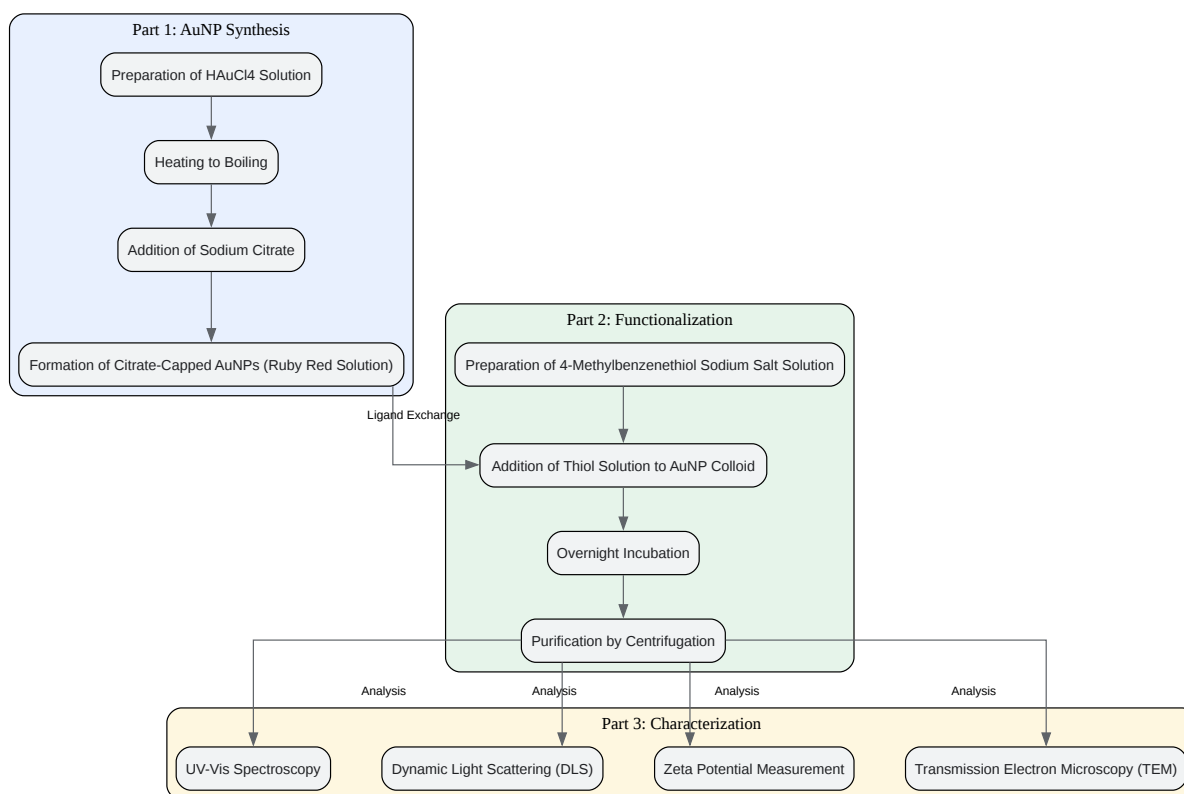 Part 1: AuNP Synthesis
Preparation of HAuCl4 Solution
Heating to Boiling
Addition of Sodium Citrate
Formation of Citrate-Capped AuNPs (Ruby Red Solution)
Ligand Exchange
Part 2: Functionalization
Preparation of 4-Methylbenzenethiol Sodium Salt Solution
Addition of Thiol Solution to AuNP Colloid
Overnight Incubation
Purification by Centrifugation
Analysis
Analysis
Analysis
Analysis
Part 3: Characterization
UV-Vis Spectroscopy
Dynamic Light Scattering (DLS)
Zeta Potential Measurement
Transmission Electron Microscopy (TEM)